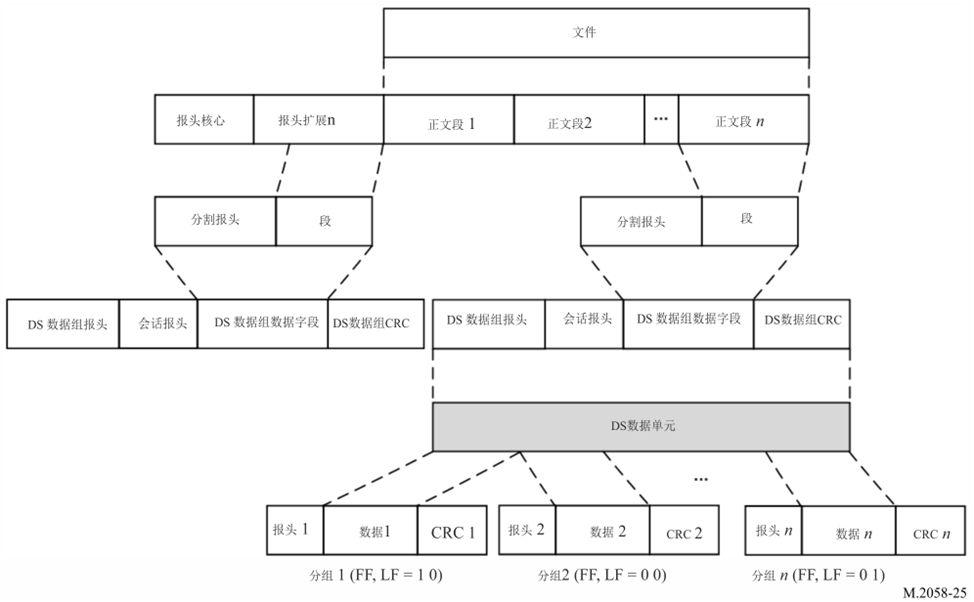 文件
报头核心 报头扩展n 正文段 1 正文段2 ... 正文段 n
分割报头 段 分割报头 段
DS 数据组报头 会话报头 DS 数据组数据字段 DS数据组CRC DS 数据组报头 会话报头 DS 数据组数据字段 DS数据组CRC
DS数据单元
...
报头 1 数据1 CRC 1 报头 2 数据 2 CRC 2 报头 n 数据 n CRC n
分组 1 (FF, LF = 1 0) 分组2 (FF, LF = 0 0) 分组 n (FF, LF = 0 1)
M.2058-25